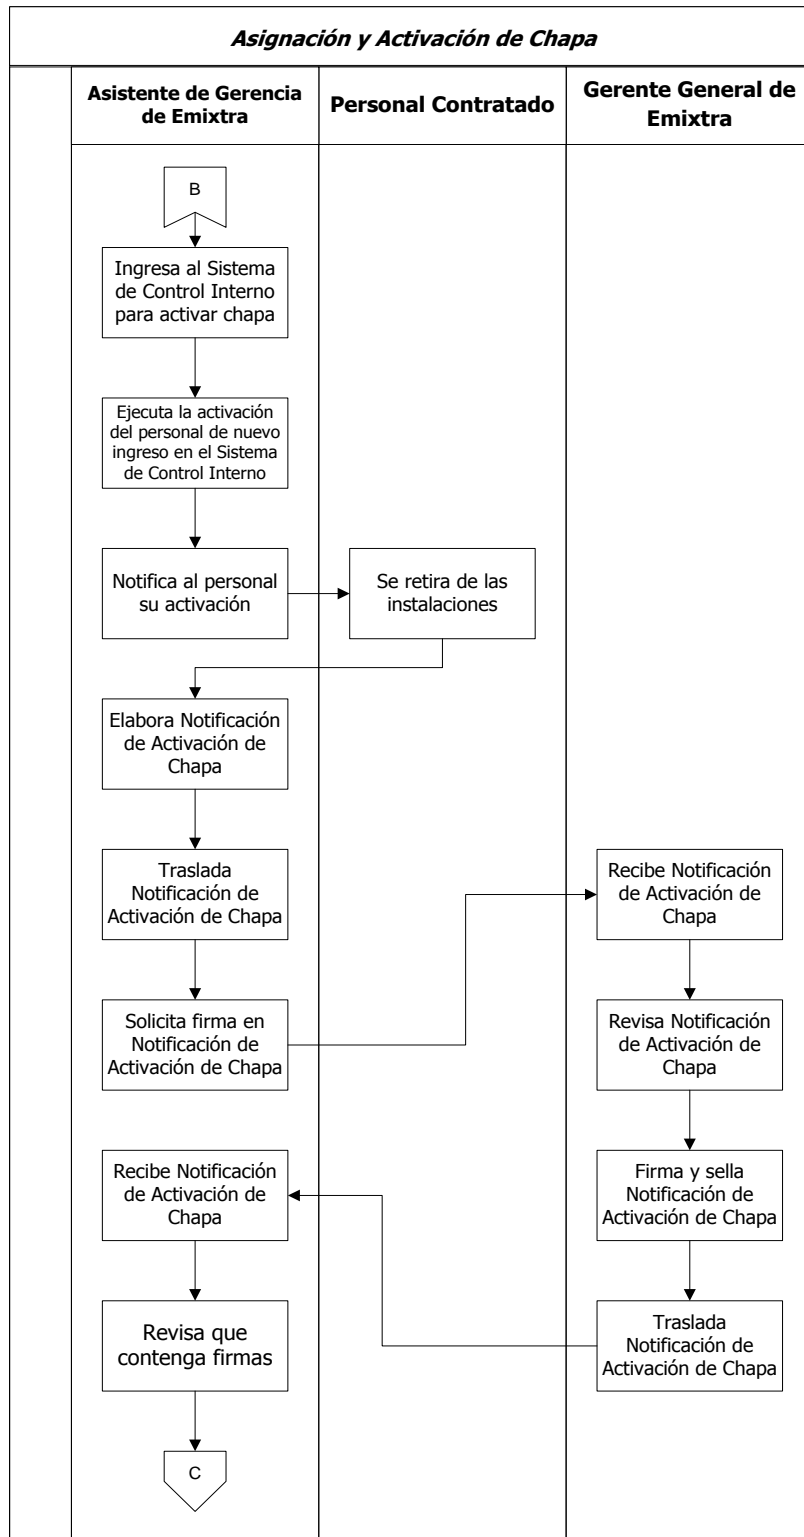 Asignación y Activación de Chapa
Asistente de Gerencia
de Emixtra
Personal Contratado
Gerente General de
Emixtra
B
Ingresa al Sistema
de Control Interno
para activar chapa
Ejecuta la activación
del personal de nuevo
ingreso en el Sistema
de Control Interno
Notifica al personal
su activación
Se retira de las
instalaciones
Elabora Notificación
de Activación de
Chapa
Traslada
Notificación de
Activación de Chapa
Recibe Notificación
de Activación de
Chapa
Solicita firma en
Notificación de
Activación de Chapa
Revisa Notificación
de Activación de
Chapa
Recibe Notificación
de Activación de
Chapa
Firma y sella
Notificación de
Activación de Chapa
Revisa que
contenga firmas
Traslada
Notificación de
Activación de Chapa
C